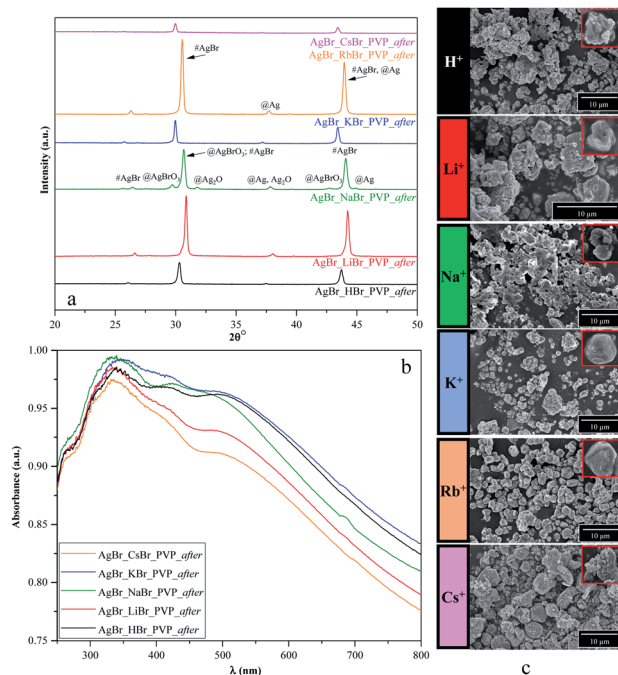 AgBr_CsBr_PVP_after
AgBr_RbBr_PVP_after
#AgBr
#AgBr, @Ag
@Ag
AgBr_KBr_PVP_after
@AgBrO3; #AgBr
#AgBr
#AgBr
@AgBrO3
@Ag2O
@Ag, Ag2O
@AgBrO3
@Ag
AgBr_NaBr_PVP_after
AgBr_LiBr_PVP_after
AgBr_HBr_PVP_after
a
Intensity (a.u.)
20 25 30 35 40 45 50
2θ°
b
1.00
0.95
0.90
0.85
0.80
0.75
Absorbance (a.u.)
AgBr_CsBr_PVP_after
AgBr_KBr_PVP_after
AgBr_NaBr_PVP_after
AgBr_LiBr_PVP_after
AgBr_HBr_PVP_after
300 400 500 600 700 800
λ (nm)
H+
10 µm
Li+
10 µm
Na+
10 µm
K+
10 µm
Rb+
10 µm
Cs+
10 µm
c